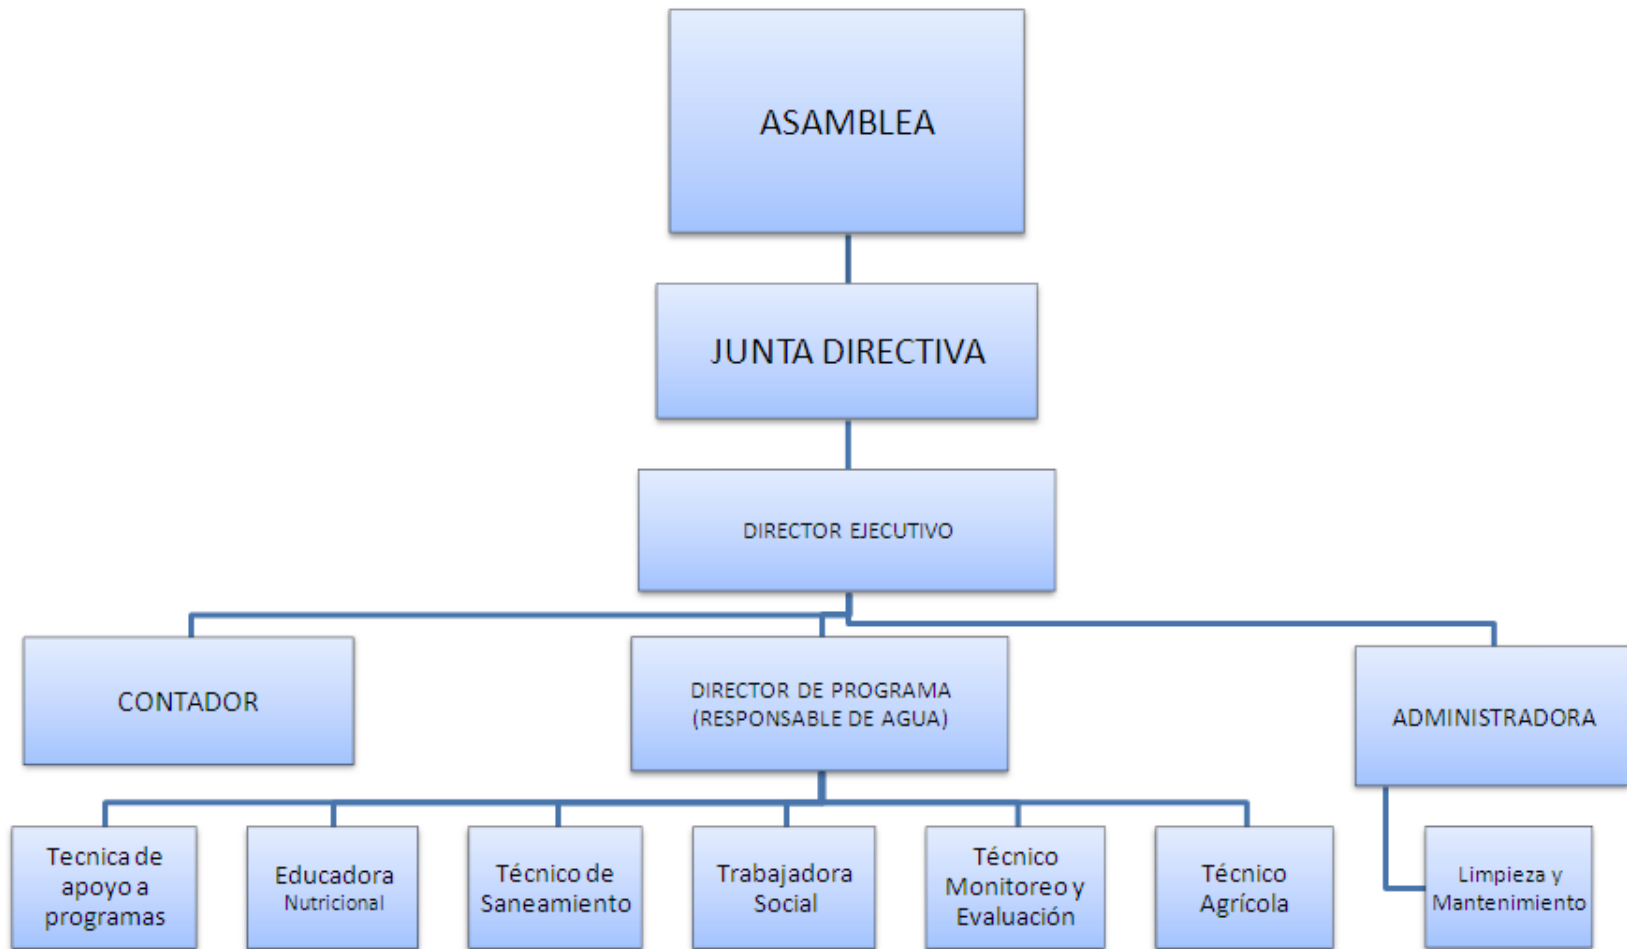 ASAMBLEA
JUNTA DIRECTIVA
DIRECTOR EJECUTIVO
CONTADOR
DIRECTOR DE PROGRAMA
(RESPONSABLE DE AGUA)
ADMINISTRADORA
Tecnica de
apoyo a
programas
Educadora
Nutricional
Técnico de
Saneamiento
Trabajadora
Social
Técnico
Monitoreo y
Evaluación
Técnico
Agrícola
Limpieza y
Mantenimiento